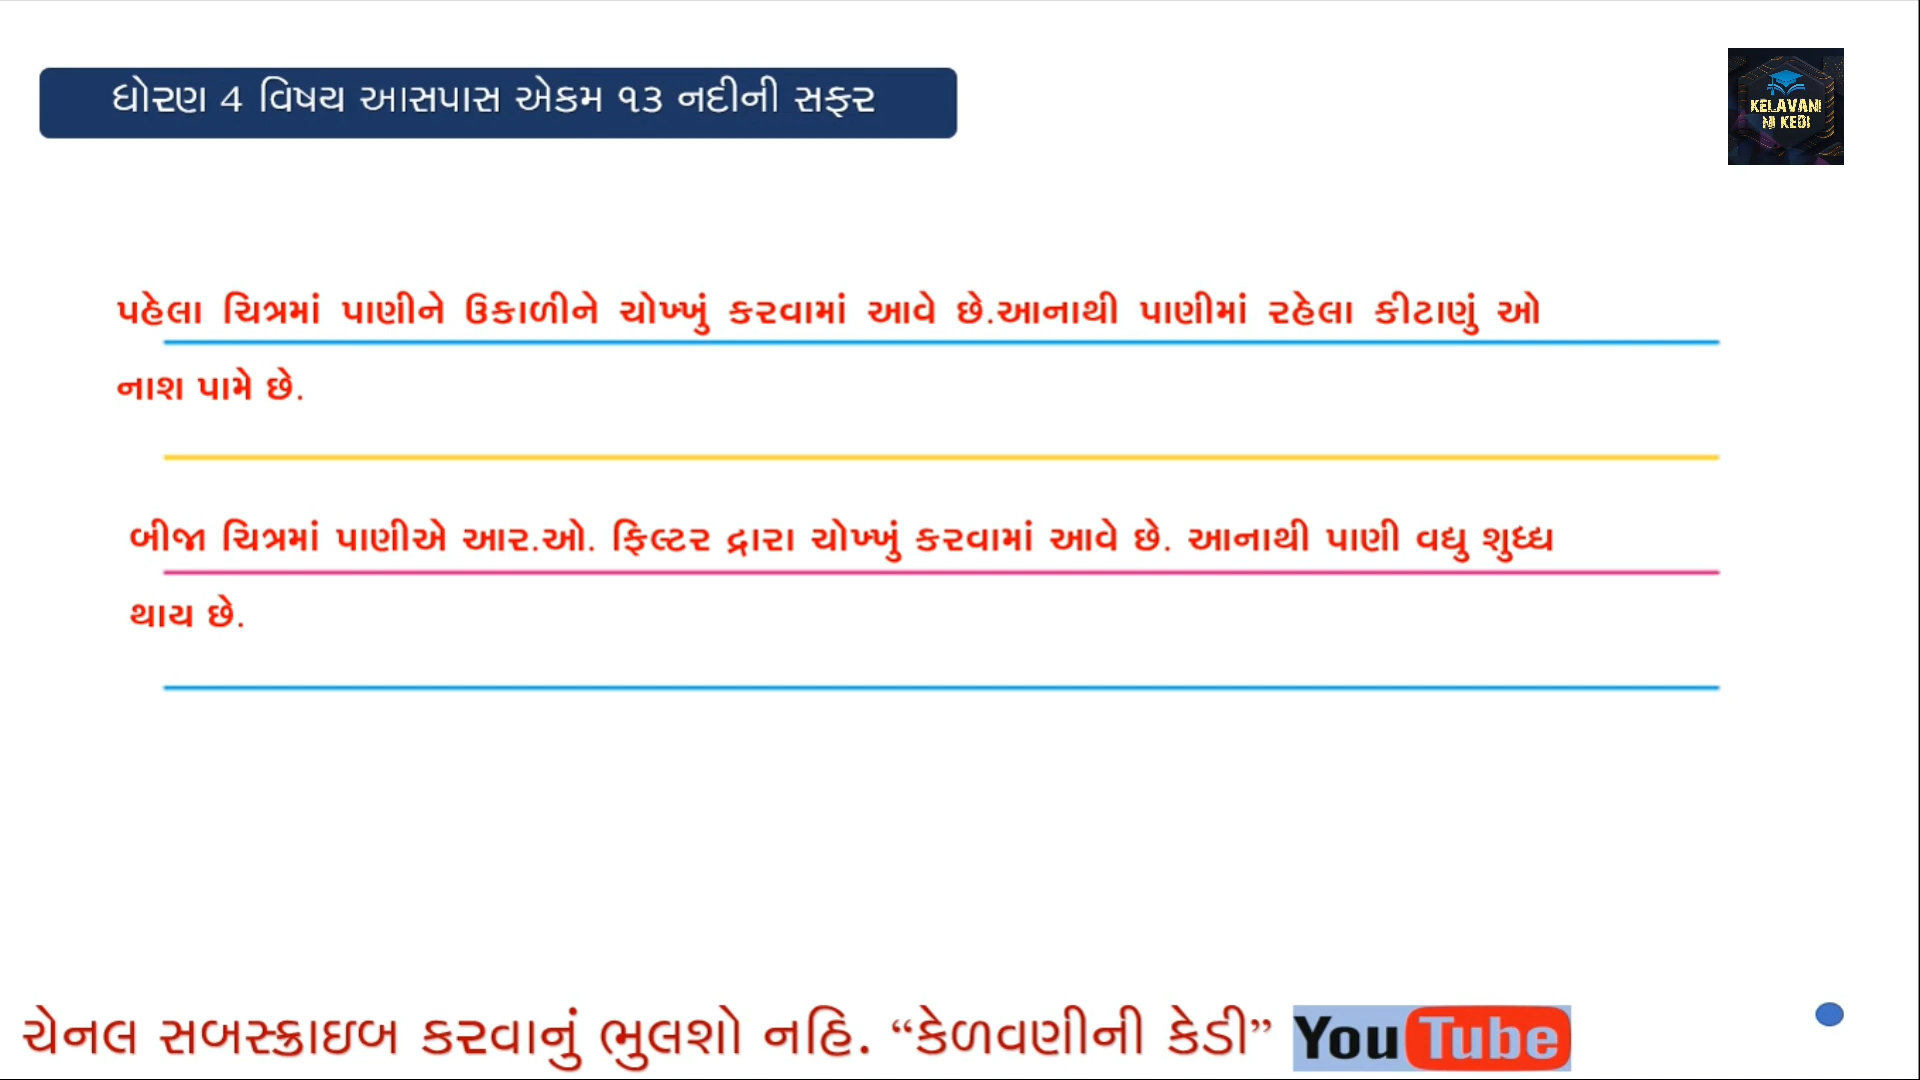 ધોરણ 4 વિષય આસપાસ એકમ ૧૩ નદીની સફર
KELAVANI
NI KEDI
પહેલા ચિત્રમાં પાણીને ઉકાળીને ચોખ્ખું કરવામાં આવે છે.આનાથી પાણીમાં રહેલા કીટાણું ઓ
નાશ પામે છે.
બીજા ચિત્રમાં પાણીએ આર.ઓ. ફિલ્ટર દ્રારા ચોખ્ખું કરવામાં આવે છે. આનાથી પાણી વધુ શુધ્ધ
થાય છે.
ચેનલ સબસ્ક્રાઇબ કરવાનું ભુલશો નહિ. “કેળવણીની કેડી” YouTube